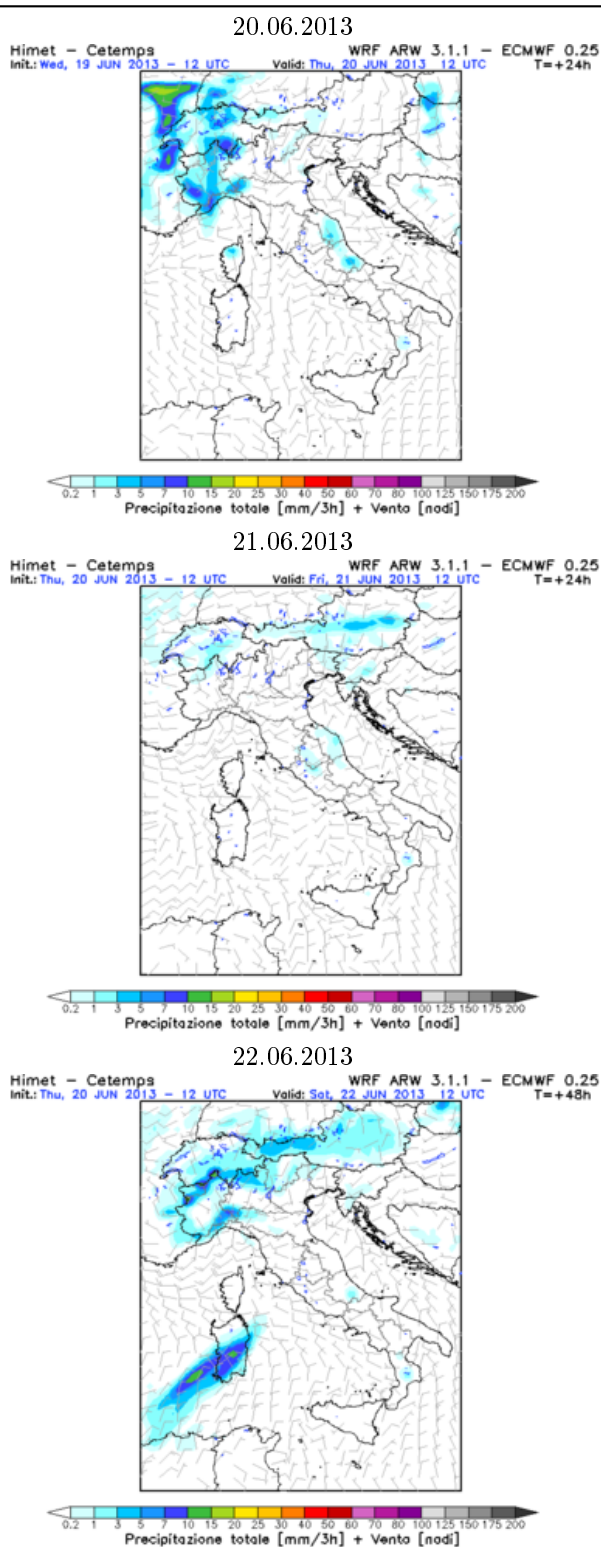 20.06.2013
Himet - Cetemps WRF ARW 3.1.1 - ECMWF 0.25
Init.: Wed, 19 JUN 2013 - 12 UTC Valid: Thu, 20 JUN 2013 12 UTC T=+24h
0.2 1 3 5 7 10 15 20 25 30 40 50 60 70 80 100 125 150 175 200
Precipitazione totale [mm/3h] + Vento [nodi]
21.06.2013
Himet - Cetemps WRF ARW 3.1.1 - ECMWF 0.25
Init.: Thu, 20 JUN 2013 - 12 UTC Valid: Fri, 21 JUN 2013 12 UTC T=+24h
0.2 1 3 5 7 10 15 20 25 30 40 50 60 70 80 100 125 150 175 200
Precipitazione totale [mm/3h] + Vento [nodi]
22.06.2013
Himet - Cetemps WRF ARW 3.1.1 - ECMWF 0.25
Init.: Thu, 20 JUN 2013 - 12 UTC Valid: Sat, 22 JUN 2013 12 UTC T=+48h
0.2 1 3 5 7 10 15 20 25 30 40 50 60 70 80 100 125 150 175 200
Precipitazione totale [mm/3h] + Vento [nodi]